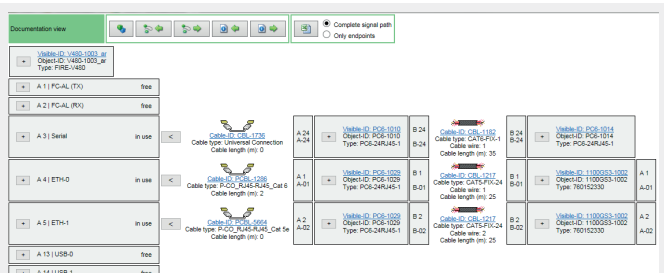 Documentation view
Complete signal path
Only endpoints
+
Visible-ID: V480-1003_ar
Object-ID: V480-1003_ar
Type: FIRE-V480
+ A 1 | FC-AL (TX) free
+ A 2 | FC-AL (RX) free
+ A 3 | Serial in use <
Cable-ID: CBL-1736
Cable type: Universal Connection
Cable length (m): 0
A 24
A-24
+
Visible-ID: PC6-1010
Object-ID: PC6-1010
Type: PC6-24RJ45-1
B 24
B-24
Cable-ID: CBL-1182
Cable type: CAT6-FIX-1
Cable wire: 1
Cable length (m): 35
B 24
B-24
+
Visible-ID: PC6-1014
Object-ID: PC6-1014
Type: PC6-24RJ45-1
+ A 4 | ETH-0 in use <
Cable-ID: PCBL-1286
Cable type: P-CO_RJ45-RJ45_Cat 6
Cable length (m): 2
A 1
A-01
+
Visible-ID: PC6-1029
Object-ID: PC6-1029
Type: PC6-24RJ45-1
B 1
B-01
Cable-ID: CBL-1217
Cable type: CAT5-FIX-24
Cable wire: 1
Cable length (m): 25
B 1
B-01
+
Visible-ID: 1100GS3-1002
Object-ID: 1100GS3-1002
Type: 760152330
A 1
A-01
+ A 5 | ETH-1 in use <
Cable-ID: PCBL-5664
Cable type: P-CO_RJ45-RJ45_Cat 5e
Cable length (m): 0
A 2
A-02
+
Visible-ID: PC6-1029
Object-ID: PC6-1029
Type: PC6-24RJ45-1
B 2
B-02
Cable-ID: CBL-1217
Cable type: CAT5-FIX-24
Cable wire: 2
Cable length (m): 25
B 2
B-02
+
Visible-ID: 1100GS3-1002
Object-ID: 1100GS3-1002
Type: 760152330
A 2
A-02
+ A 13 | USB-0 free
+ A 14 | USB-1 free